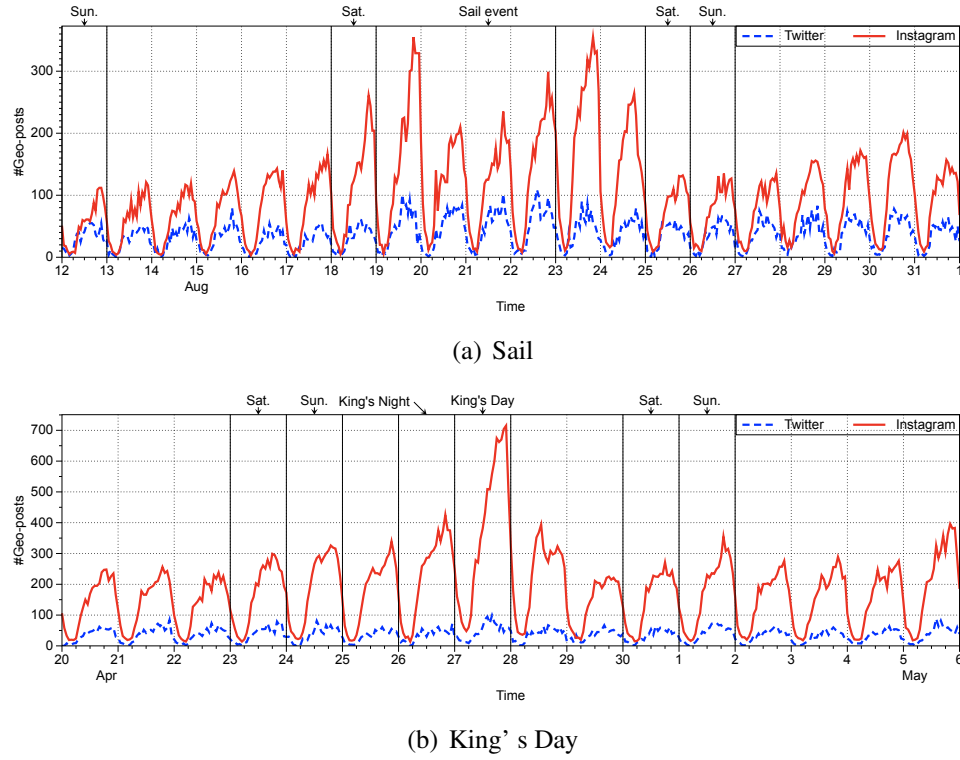 Sun. Sat. Sail event Sat. Sun.
Twitter Instagram
300
200
100
0
#Geo-posts
12 13 14 15 16 17 18 19 20 21 22 23 24 25 26 27 28 29 30 31 1
Aug
Time
(a) Sail
Sat. Sun. King's Night King's Day Sat. Sun.
Twitter Instagram
700
600
500
400
300
200
100
0
#Geo-posts
20 21 22 23 24 25 26 27 28 29 30 1 2 3 4 5 6
Apr May
Time
(b) King' s Day